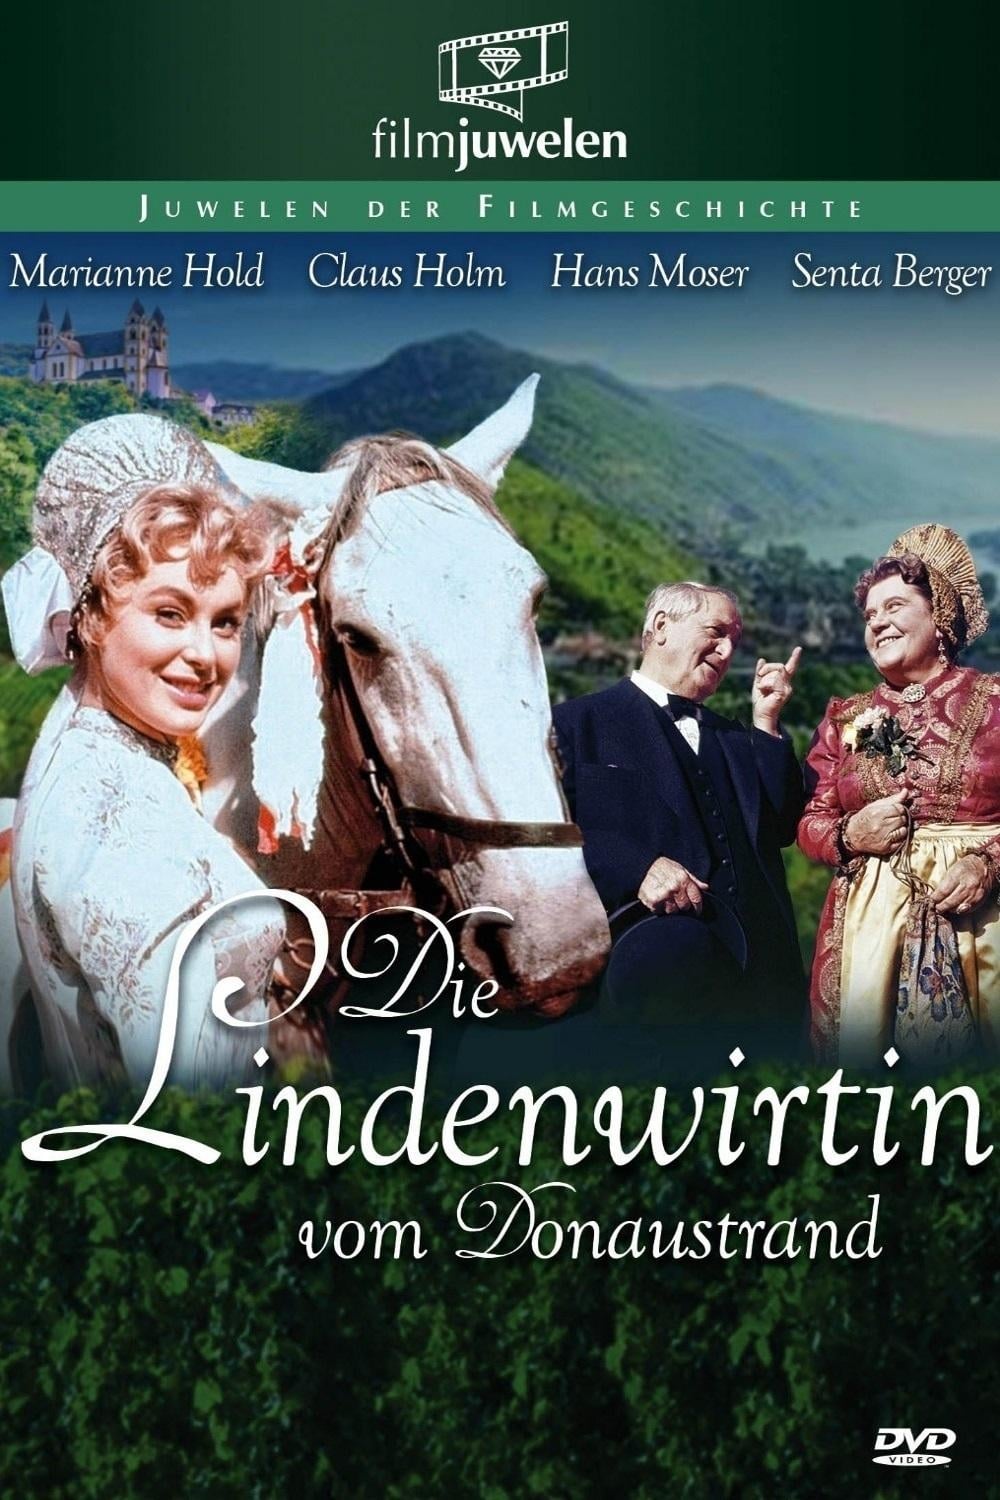 filmjuwelen
JUWELEN DER FILMGESCHICHTE
Marianne Hold Claus Holm Hans Moser Senta Berger
Die
Lindenwirtin
vom Donaustrand
DVD
VIDEO